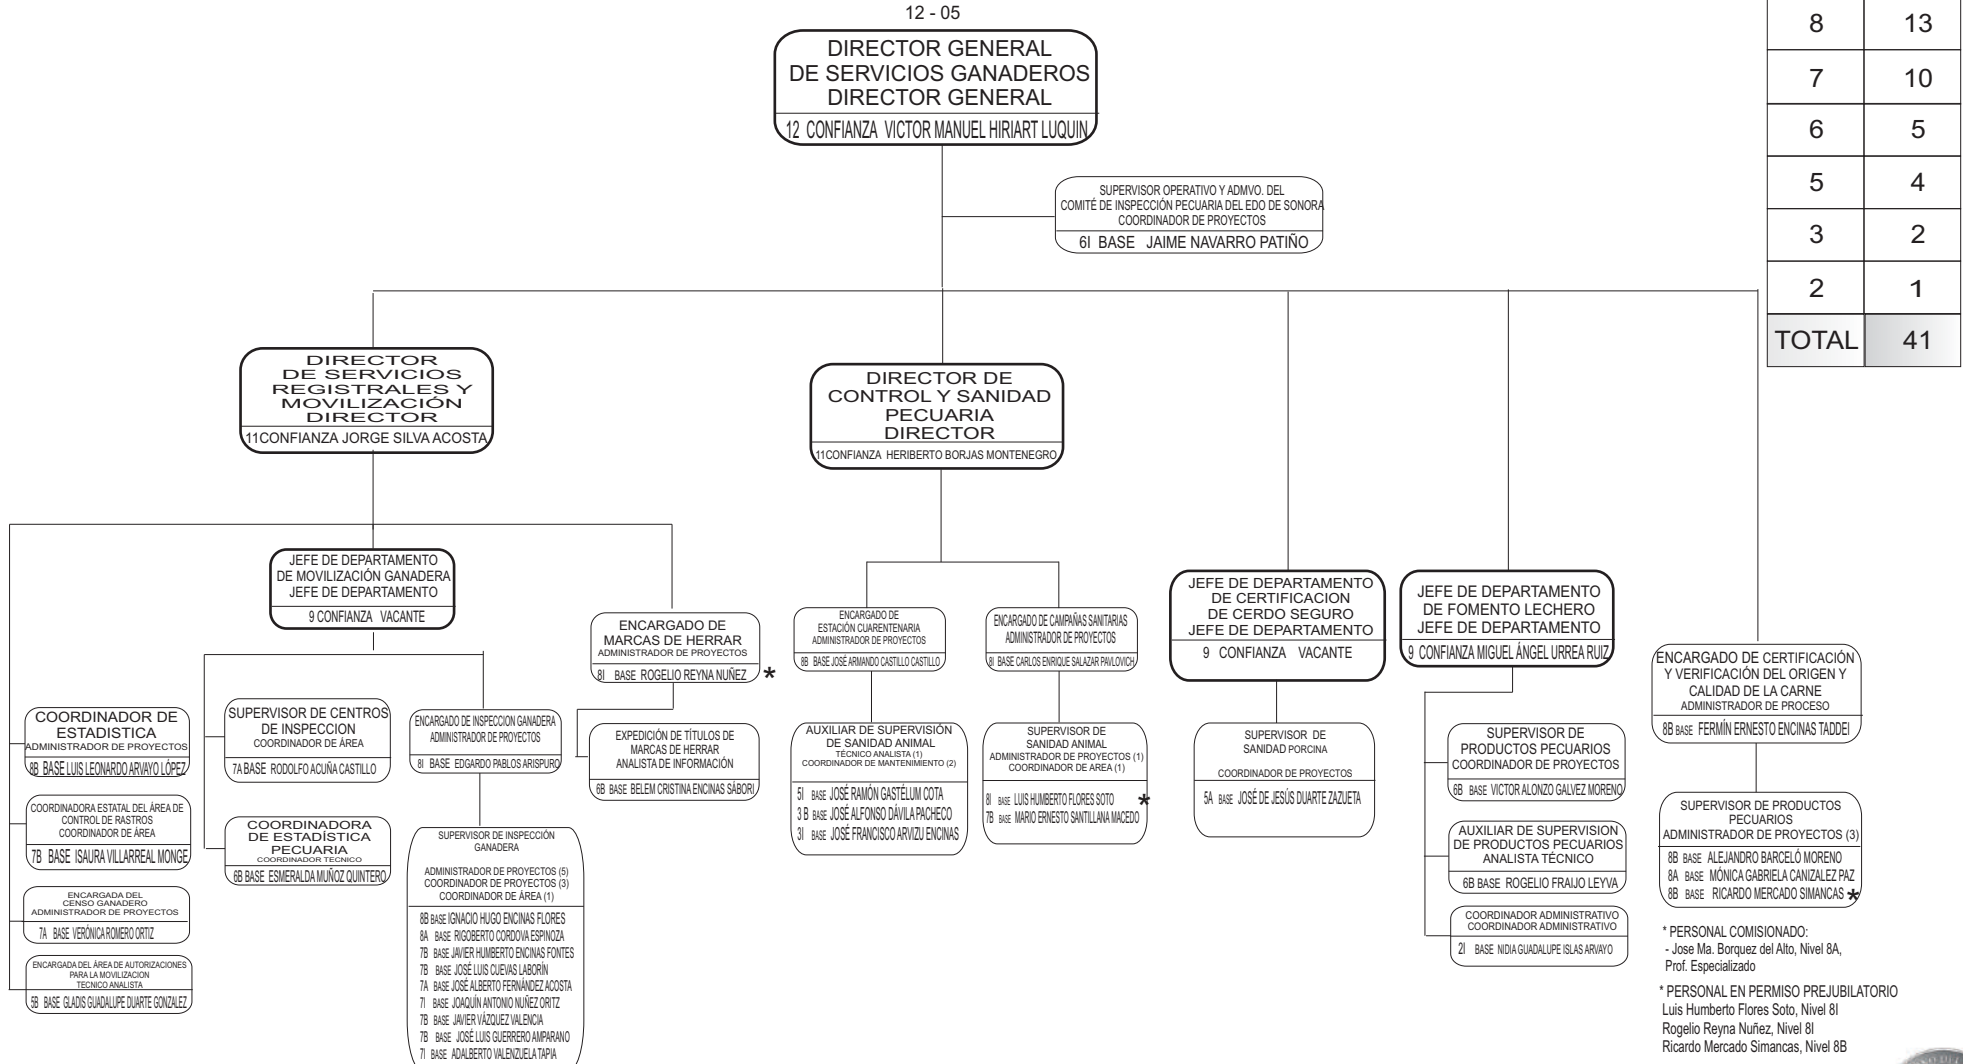 12 - 05
DIRECTOR GENERAL
DE SERVICIOS GANADEROS
DIRECTOR GENERAL
12 CONFIANZA VICTOR MANUEL HIRIART LUQUIN
8 13
7 10
6 5
5 4
3 2
2 1
TOTAL 41
SUPERVISOR OPERATIVO Y ADMVO. DEL
COMITÉ DE INSPECCIÓN PECUARIA DEL EDO DE SONORA
COORDINADOR DE PROYECTOS
6I BASE JAIME NAVARRO PATIÑO
DIRECTOR
DE SERVICIOS
REGISTRALES Y
MOVILIZACIÓN
DIRECTOR
11CONFIANZA JORGE SILVA ACOSTA
DIRECTOR DE
CONTROL Y SANIDAD
PECUARIA
DIRECTOR
11CONFIANZA HERIBERTO BORJAS MONTENEGRO
JEFE DE DEPARTAMENTO
DE MOVILIZACIÓN GANADERA
JEFE DE DEPARTAMENTO
9 CONFIANZA VACANTE
ENCARGADO DE
MARCAS DE HERRAR
ADMINISTRADOR DE PROYECTOS
8I BASE ROGELIO REYNA NUÑEZ *
ENCARGADO DE
ESTACIÓN CUARENTENARIA
ADMINISTRADOR DE PROYECTOS
8B BASE JOSÉ ARMANDO CASTILLO CASTILLO
ENCARGADO DE CAMPAÑAS SANITARIAS
ADMINISTRADOR DE PROYECTOS
8I BASE CARLOS ENRIQUE SALAZAR PAVLOVICH
JEFE DE DEPARTAMENTO
DE CERTIFICACION
DE CERDO SEGURO
JEFE DE DEPARTAMENTO
9 CONFIANZA VACANTE
JEFE DE DEPARTAMENTO
DE FOMENTO LECHERO
JEFE DE DEPARTAMENTO
9 CONFIANZA MIGUEL ÁNGEL URREA RUIZ
ENCARGADO DE CERTIFICACIÓN
Y VERIFICACIÓN DEL ORIGEN Y
CALIDAD DE LA CARNE
ADMINISTRADOR DE PROCESO
8B BASE FERMÍN ERNESTO ENCINAS TADDEI
COORDINADOR DE
ESTADISTICA
ADMINISTRADOR DE PROYECTOS
8B BASE LUIS LEONARDO ARVAYO LÓPEZ
SUPERVISOR DE CENTROS
DE INSPECCION
COORDINADOR DE ÁREA
7A BASE RODOLFO ACUÑA CASTILLO
ENCARGADO DE INSPECCION GANADERA
ADMINISTRADOR DE PROYECTOS
8I BASE EDGARDO PABLOS ARISPURO
EXPEDICIÓN DE TÍTULOS DE
MARCAS DE HERRAR
ANALISTA DE INFORMACIÓN
6B BASE BELEM CRISTINA ENCINAS SÁBORI
AUXILIAR DE SUPERVISIÓN
DE SANIDAD ANIMAL
TÉCNICO ANALISTA (1)
COORDINADOR DE MANTENIMIENTO (2)
5I BASE JOSÉ RAMÓN GASTÉLUM COTA
3 B BASE JOSÉ ALFONSO DÁVILA PACHECO
3I BASE JOSÉ FRANCISCO ARVIZU ENCINAS
SUPERVISOR DE
SANIDAD ANIMAL
ADMINISTRADOR DE PROYECTOS (1)
COORDINADOR DE AREA (1)
8I BASE LUIS HUMBERTO FLORES SOTO *
7B BASE MARIO ERNESTO SANTILLANA MACEDO
SUPERVISOR DE
SANIDAD PORCINA
COORDINADOR DE PROYECTOS
5A BASE JOSÉ DE JESÚS DUARTE ZAZUETA
SUPERVISOR DE
PRODUCTOS PECUARIOS
COORDINADOR DE PROYECTOS
6B BASE VICTOR ALONZO GALVEZ MORENO
COORDINADORA ESTATAL DEL ÁREA DE
CONTROL DE RASTROS
COORDINADOR DE ÁREA
7B BASE ISAURA VILLARREAL MONGE
COORDINADORA
DE ESTADÍSTICA
PECUARIA
COORDINADOR TECNICO
6B BASE ESMERALDA MUÑOZ QUINTERO
AUXILIAR DE SUPERVISION
DE PRODUCTOS PECUARIOS
ANALISTA TÉCNICO
6B BASE ROGELIO FRAIJO LEYVA
SUPERVISOR DE PRODUCTOS
PECUARIOS
ADMINISTRADOR DE PROYECTOS (3)
8B BASE ALEJANDRO BARCELÓ MORENO
8A BASE MÓNICA GABRIELA CANIZALEZ PAZ
8B BASE RICARDO MERCADO SIMANCAS *
SUPERVISOR DE INSPECCIÓN
GANADERA
ADMINISTRADOR DE PROYECTOS (5)
COORDINADOR DE PROYECTOS (3)
COORDINADOR DE ÁREA (1)
8B BASE IGNACIO HUGO ENCINAS FLORES
8A BASE RIGOBERTO CORDOVA ESPINOZA
7B BASE JAVIER HUMBERTO ENCINAS FONTES
7B BASE JOSÉ LUIS CUEVAS LABORÍN
7A BASE JOSÉ ALBERTO FERNÁNDEZ ACOSTA
7I BASE JOAQUÍN ANTONIO NUÑEZ ORITZ
7B BASE JAVIER VÁZQUEZ VALENCIA
7B BASE JOSÉ LUIS GUERRERO AMPARANO
7I BASE ADALBERTO VALENZUELA TAPIA
ENCARGADA DEL
CENSO GANADERO
ADMINISTRADOR DE PROYECTOS
7A BASE VERÓNICA ROMERO ORTIZ
ENCARGADA DEL ÁREA DE AUTORIZACIONES
PARA LA MOVILIZACION
TECNICO ANALISTA
5B BASE GLADIS GUADALUPE DUARTE GONZALEZ
COORDINADOR ADMINISTRATIVO
COORDINADOR ADMINISTRATIVO
2I BASE NIDIA GUADALUPE ISLAS ARVAYO
* PERSONAL COMISIONADO:
- Jose Ma. Borquez del Alto, Nivel 8A,
Prof. Especializado
* PERSONAL EN PERMISO PREJUBILATORIO
Luis Humberto Flores Soto, Nivel 8I
Rogelio Reyna Nuñez, Nivel 8I
Ricardo Mercado Simancas, Nivel 8B